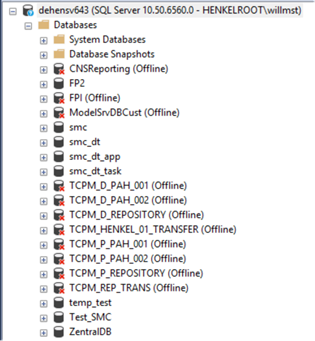 dehensv643 (SQL Server 10.50.6560.0 - HENKELROOT\willmst)
Databases
System Databases
Database Snapshots
CNSReporting (Offline)
FP2
FPI (Offline)
ModelSrvDBCust (Offline)
smc
smc_dt
smc_dt_app
smc_dt_task
TCPM_D_PAH_001 (Offline)
TCPM_D_PAH_002 (Offline)
TCPM_D_REPOSITORY (Offline)
TCPM_HENKEL_01_TRANSFER (Offline)
TCPM_P_PAH_001 (Offline)
TCPM_P_PAH_002 (Offline)
TCPM_P_REPOSITORY (Offline)
TCPM_REP_TRANS (Offline)
temp_test
Test_SMC
ZentralDB